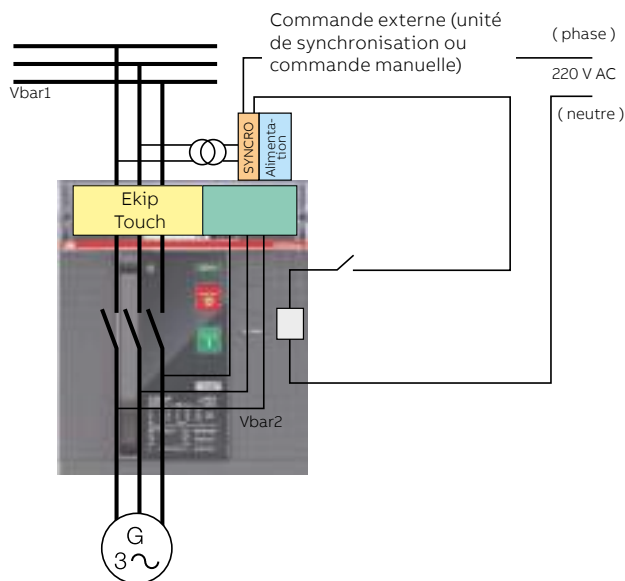 Commande externe (unité
de synchronisation ou
commande manuelle)
( phase )
220 V AC
( neutre )
Vbar1
SYNCRO
Alimenta-
tion
Ekip
Touch
Vbar2
G
3